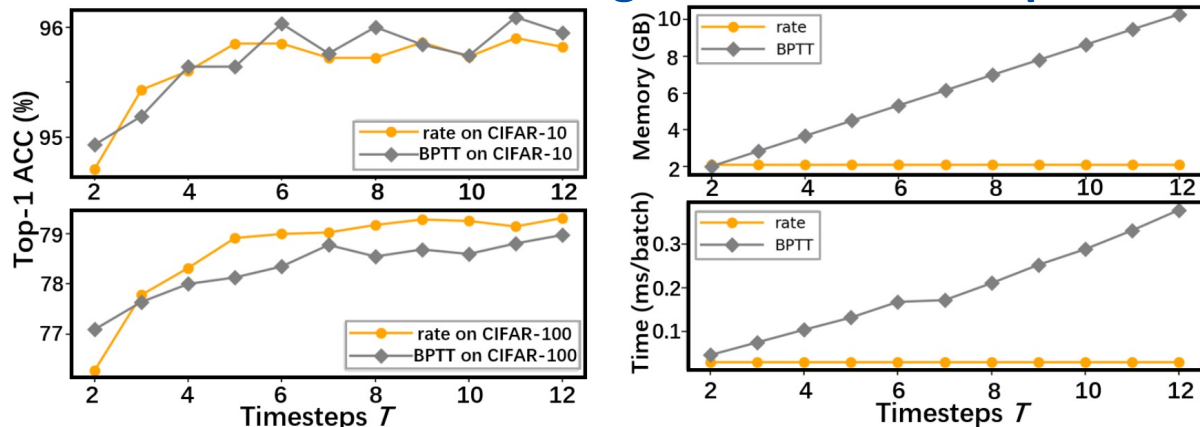 Top-1 ACC (%)
96
95
rate on CIFAR-10
BPTT on CIFAR-10
2 4 6 8 10 12
79
78
77
rate on CIFAR-100
BPTT on CIFAR-100
2 4 6 8 10 12
Timesteps T
Memory (GB)
10
8
6
4
2
rate
BPTT
2 4 6 8 10 12
Time (ms/batch)
0.3
0.2
0.1
rate
BPTT
2 4 6 8 10 12
Timesteps T